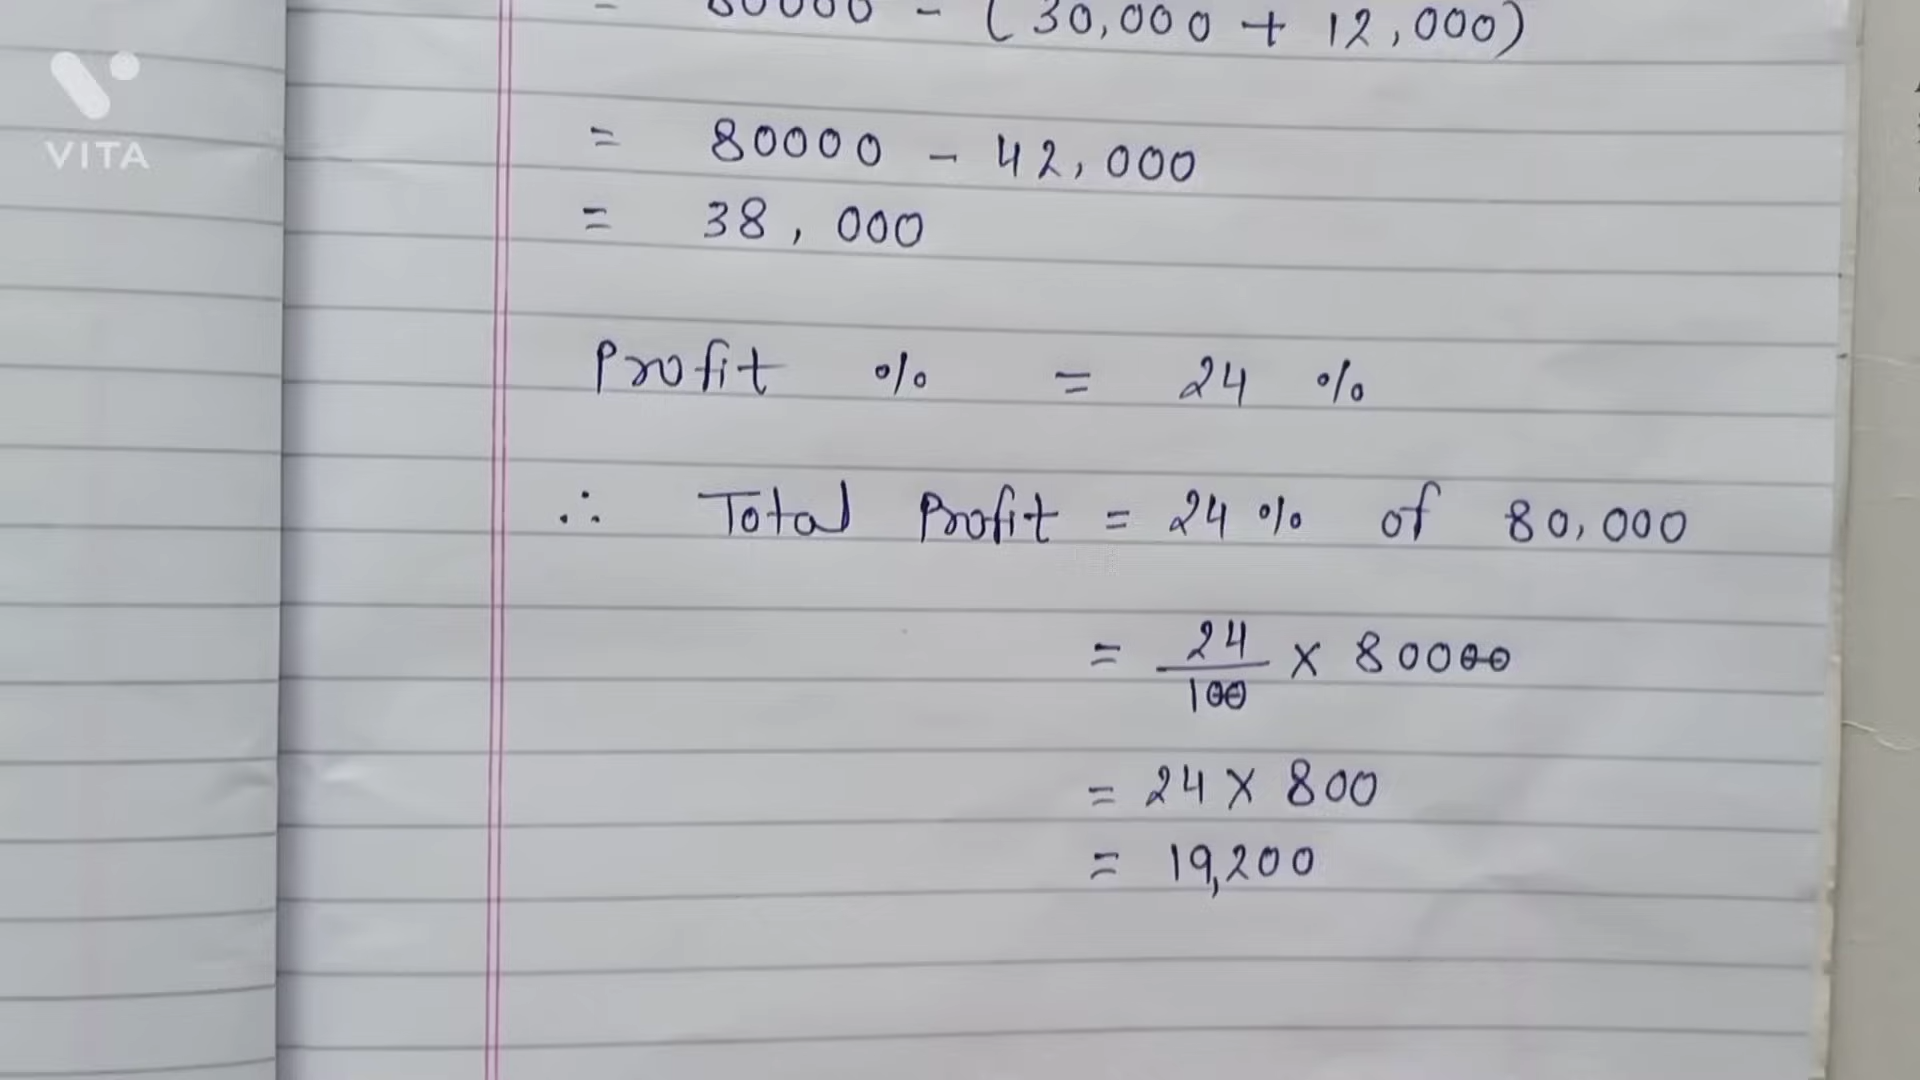 VITA
= 80000 - (30,000 + 12,000)
= 80000 - 42,000
= 38,000
Profit % = 24 %
∴ Total Profit = 24 % of 80,000
= 24/100 × 80000
= 24 × 800
= 19,200